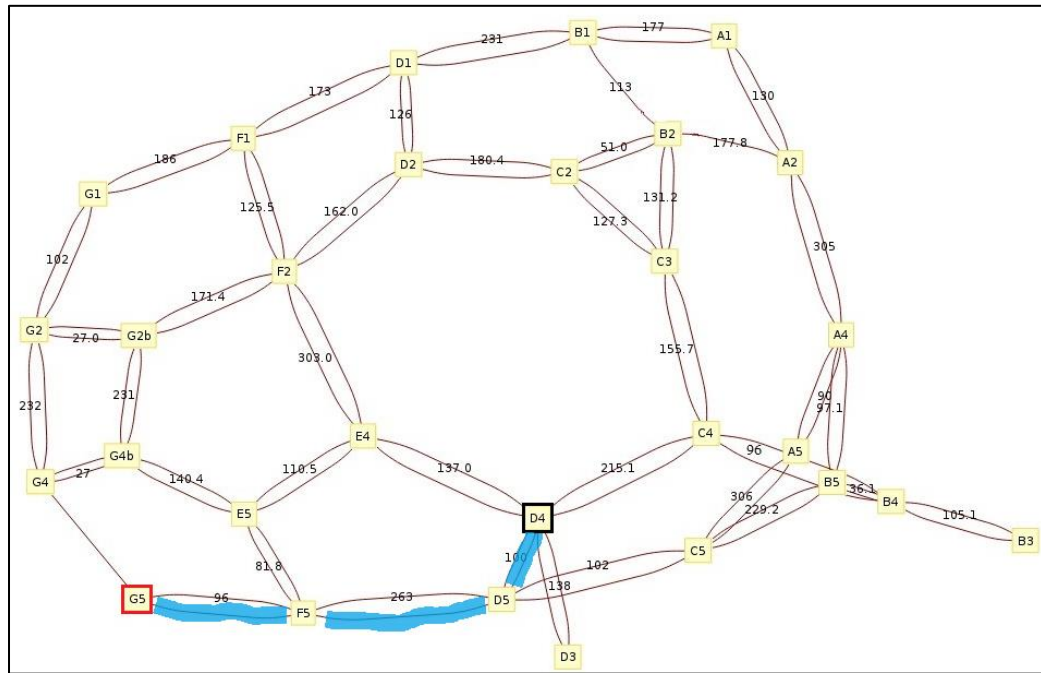 B1
177
A1
231
D1
173
113
130
126
F1
B2
51.0
177.8
186
D2
180.4
C2
A2
G1
125.5
162.0
131.2
127.3
305
102
F2
C3
171.4
G2
27.0
G2b
A4
303.0
155.7
231
90
97.1
232
E4
C4
G4b
27
140.4
110.5
137.0
96
A5
G4
215.1
B5
36.1
B4
306
229.2
105.1
E5
D4
B3
81.8
100
102
C5
138
G5
96
F5
263
D5
D3